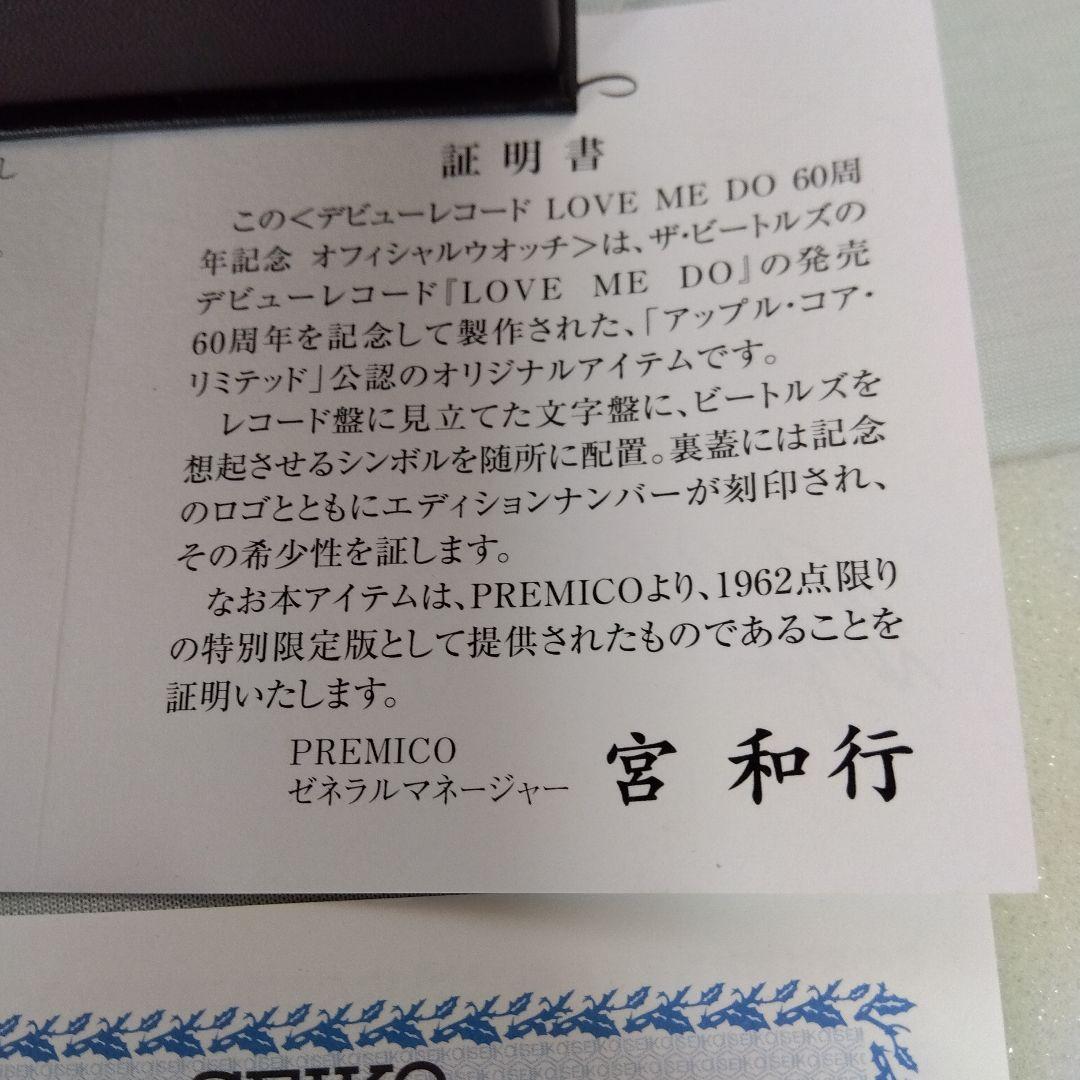 証明書
この＜デビューレコード LOVE ME DO 60周
年記念 オフィシャルウオッチ＞は、ザ・ビートルズの
デビューレコード『LOVE ME DO』の発売
60周年を記念して製作された、「アップル・コア・
リミテッド」公認のオリジナルアイテムです。
レコード盤に見立てた文字盤に、ビートルズを
想起させるシンボルを随所に配置。裏蓋には記念
のロゴとともにエディションナンバーが刻印され、
その希少性を証します。
なお本アイテムは、PREMICOより、1962点限り
の特別限定版として提供されたものであることを
証明いたします。
PREMICO
ゼネラルマネージャー 宮 和行
SEIKO